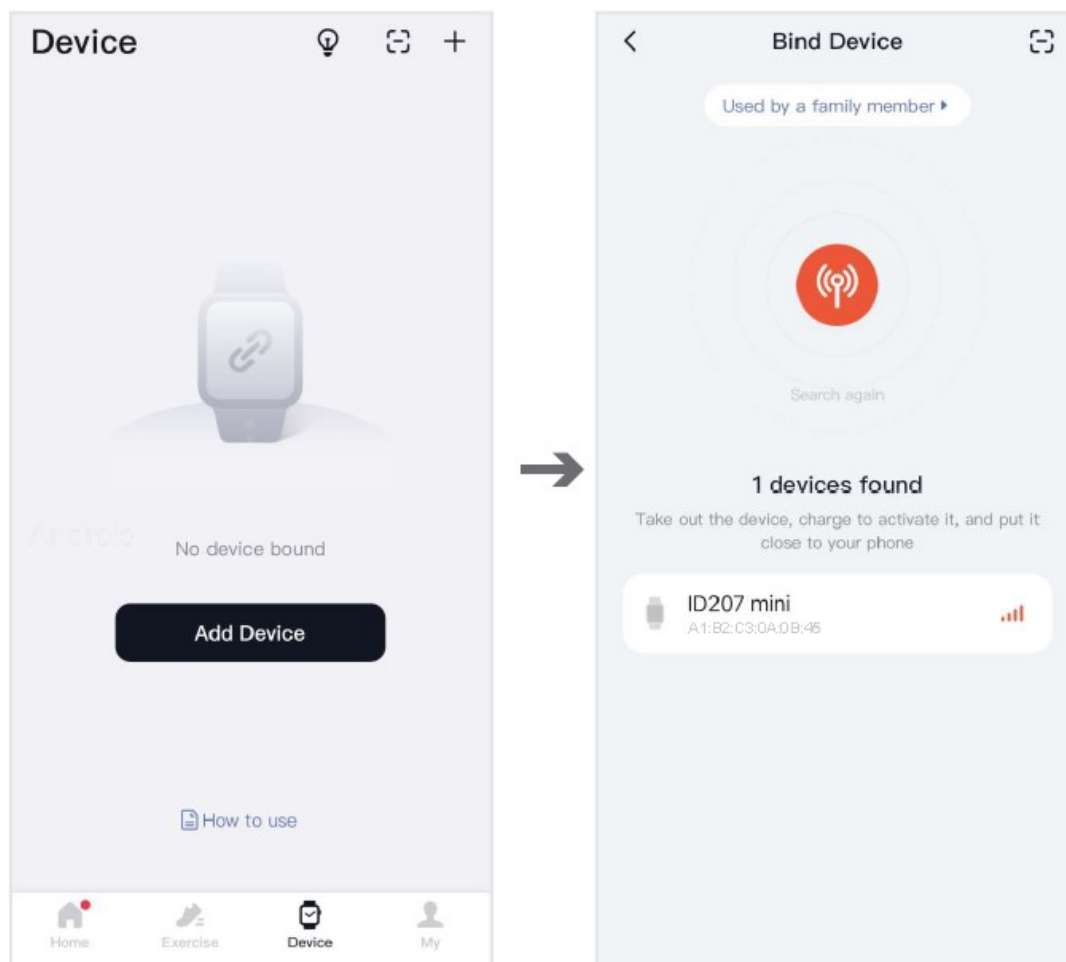 Device
No device bound
Add Device
How to use
Home
Exercise
Device
My
Bind Device
Used by a family member
Search again
1 devices found
Take out the device, charge to activate it, and put it
close to your phone
ID207 mini
A1:B2:C3:0A:0B:45